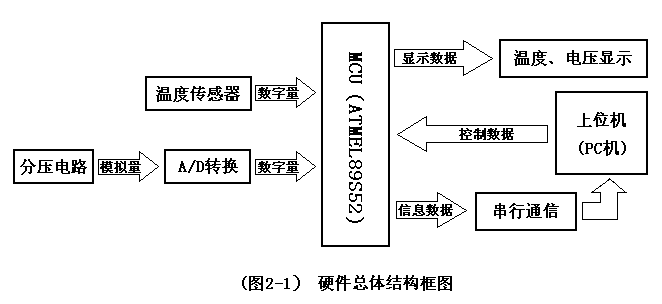 显示数据
温度、电压显示
温度传感器
数字量
MCU(ATMEL89S52)
控制数据
上位机
(PC机)
分压电路
模拟量
A/D转换
数字量
信息数据
串行通信
(图2-1) 硬件总体结构框图